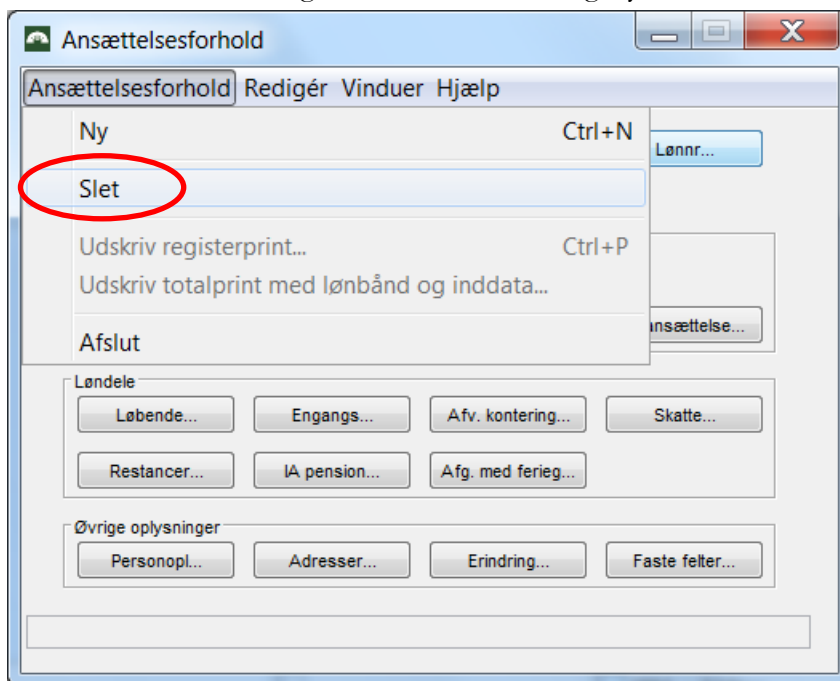 Ansættelsesforhold
Ansættelsesforhold Redigér Vinduer Hjælp
Ny Ctrl+N
Lønnr...
Slet
Udskriv registerprint... Ctrl+P
Udskriv totalprint med lønbånd og inddata...
ansættelse...
Afslut
Løndele
Løbende... Engangs... Afv. kontering... Skatte...
Restancer... IA pension... Afg. med ferieg...
Øvrige oplysninger
Personopl... Adresser... Erindring... Faste felter...